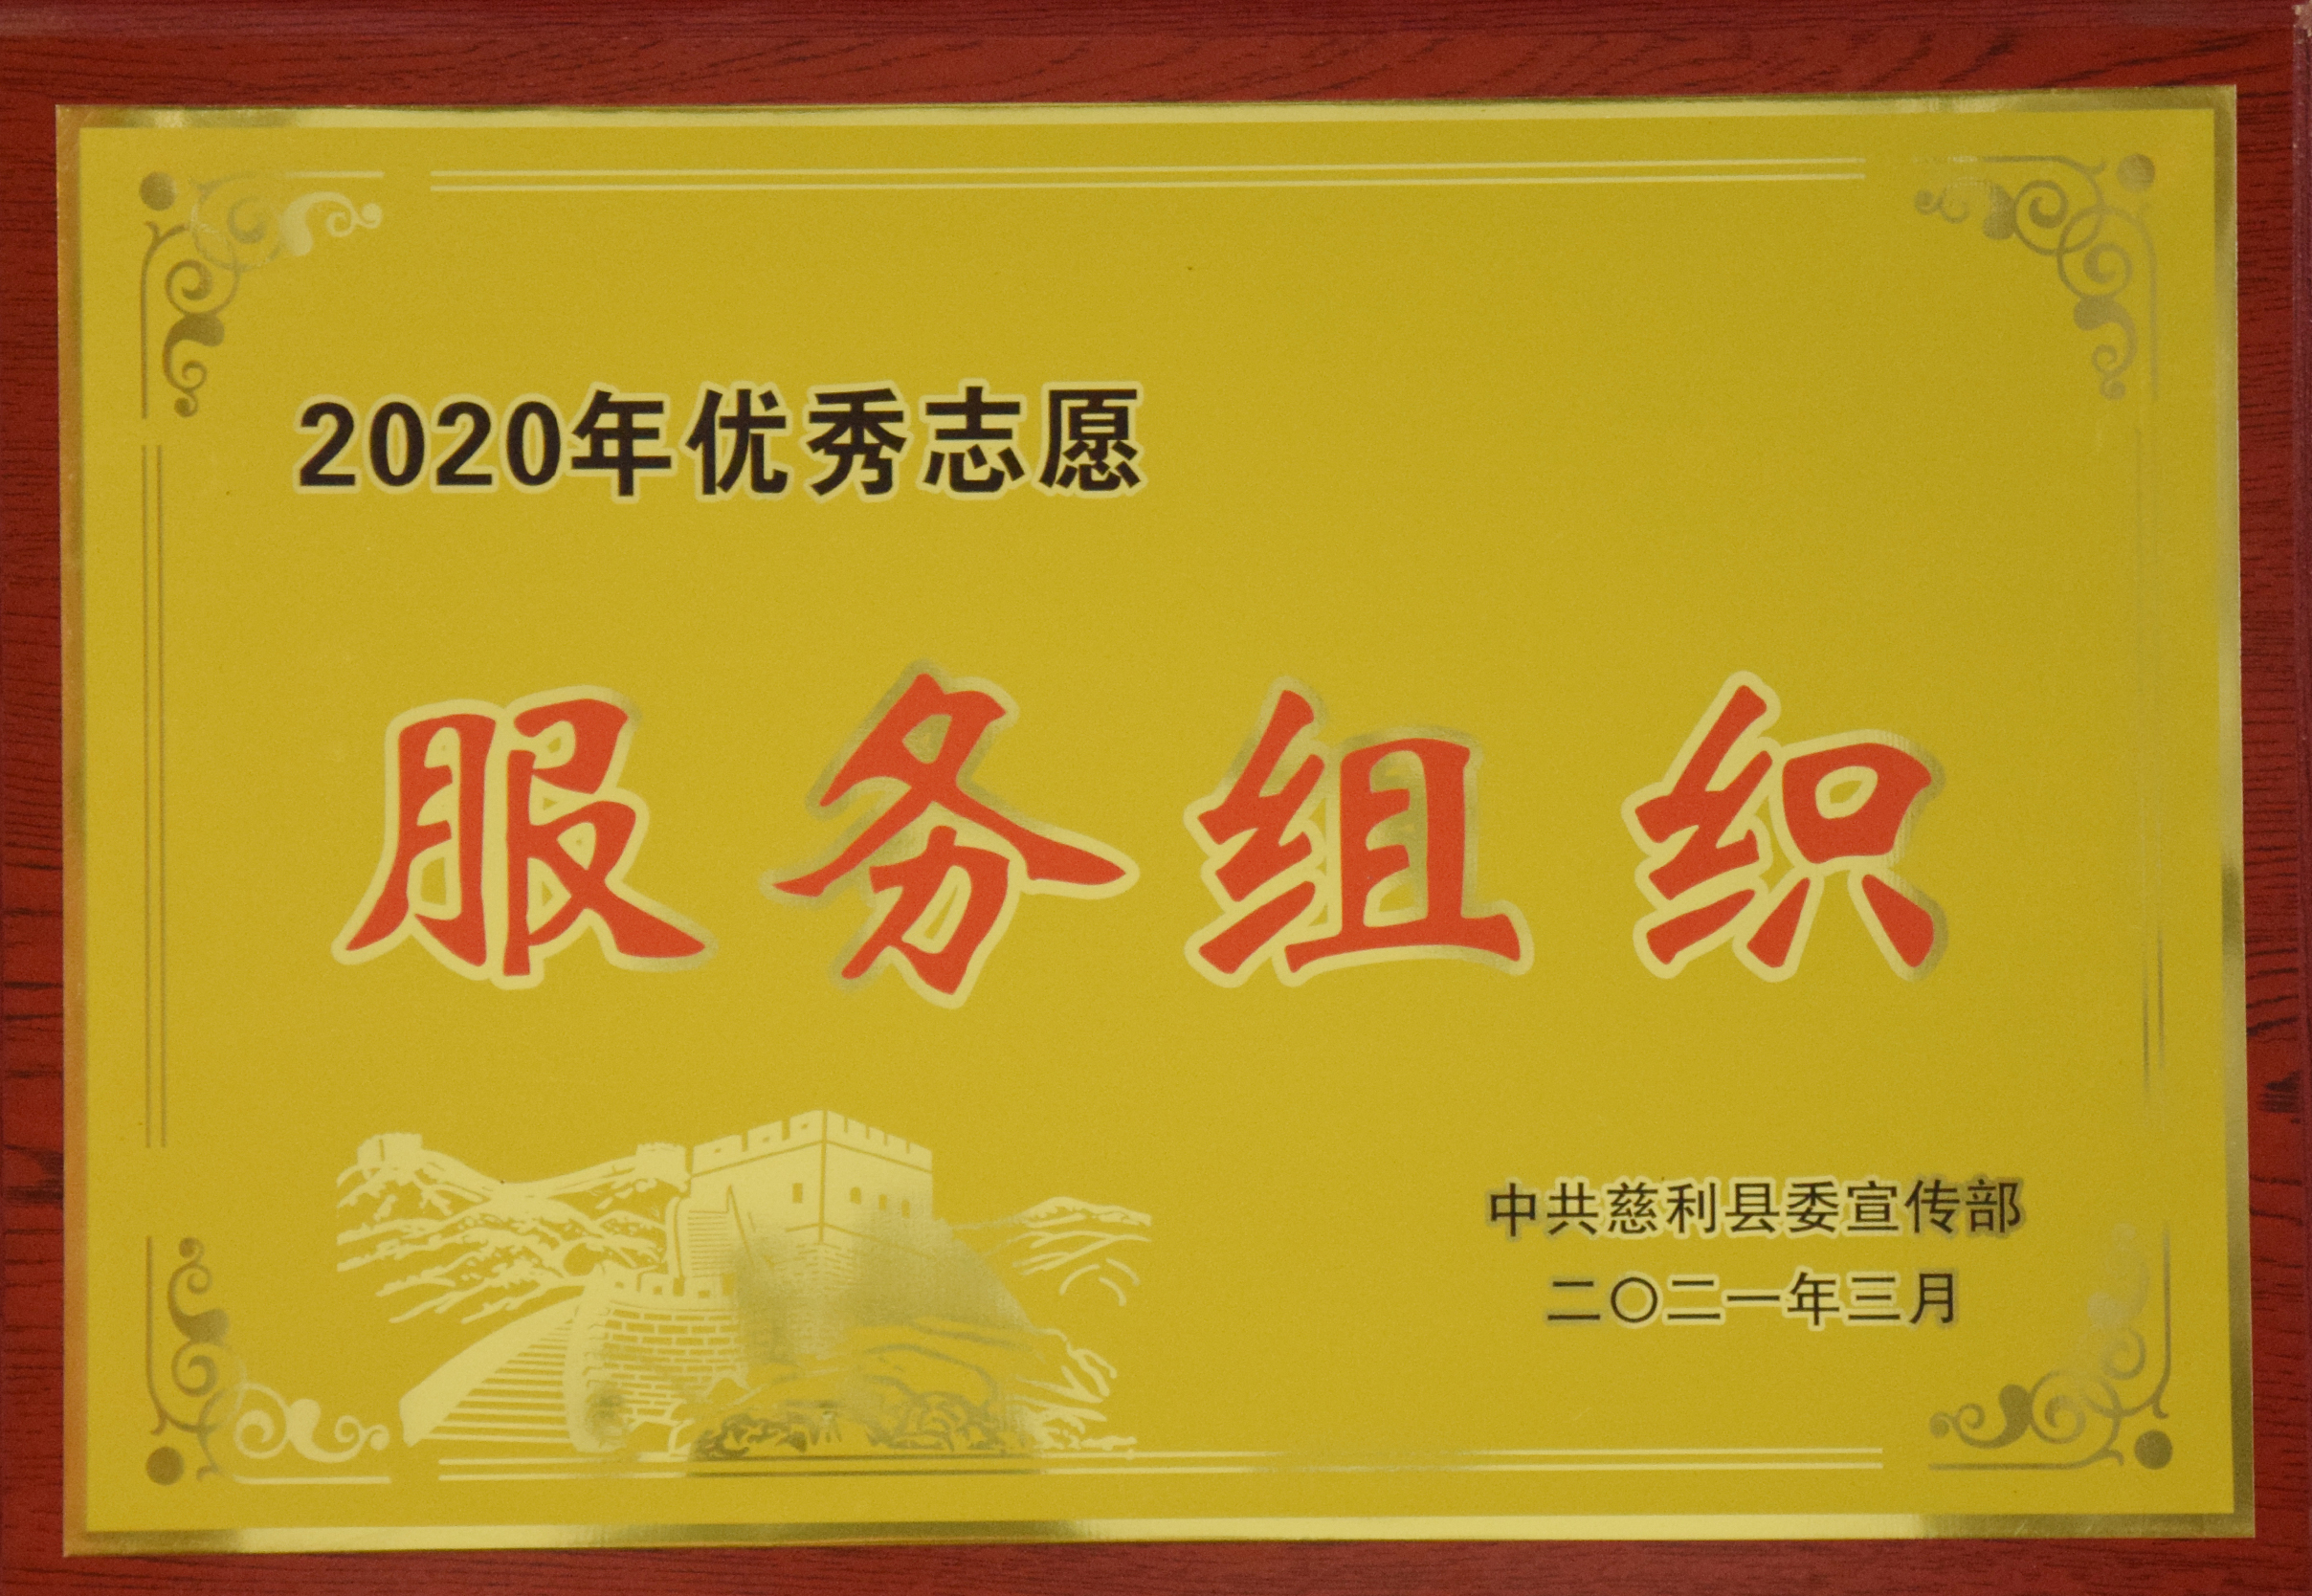 2020年优秀志愿
服务组织
中共慈利县委宣传部
二〇二一年三月